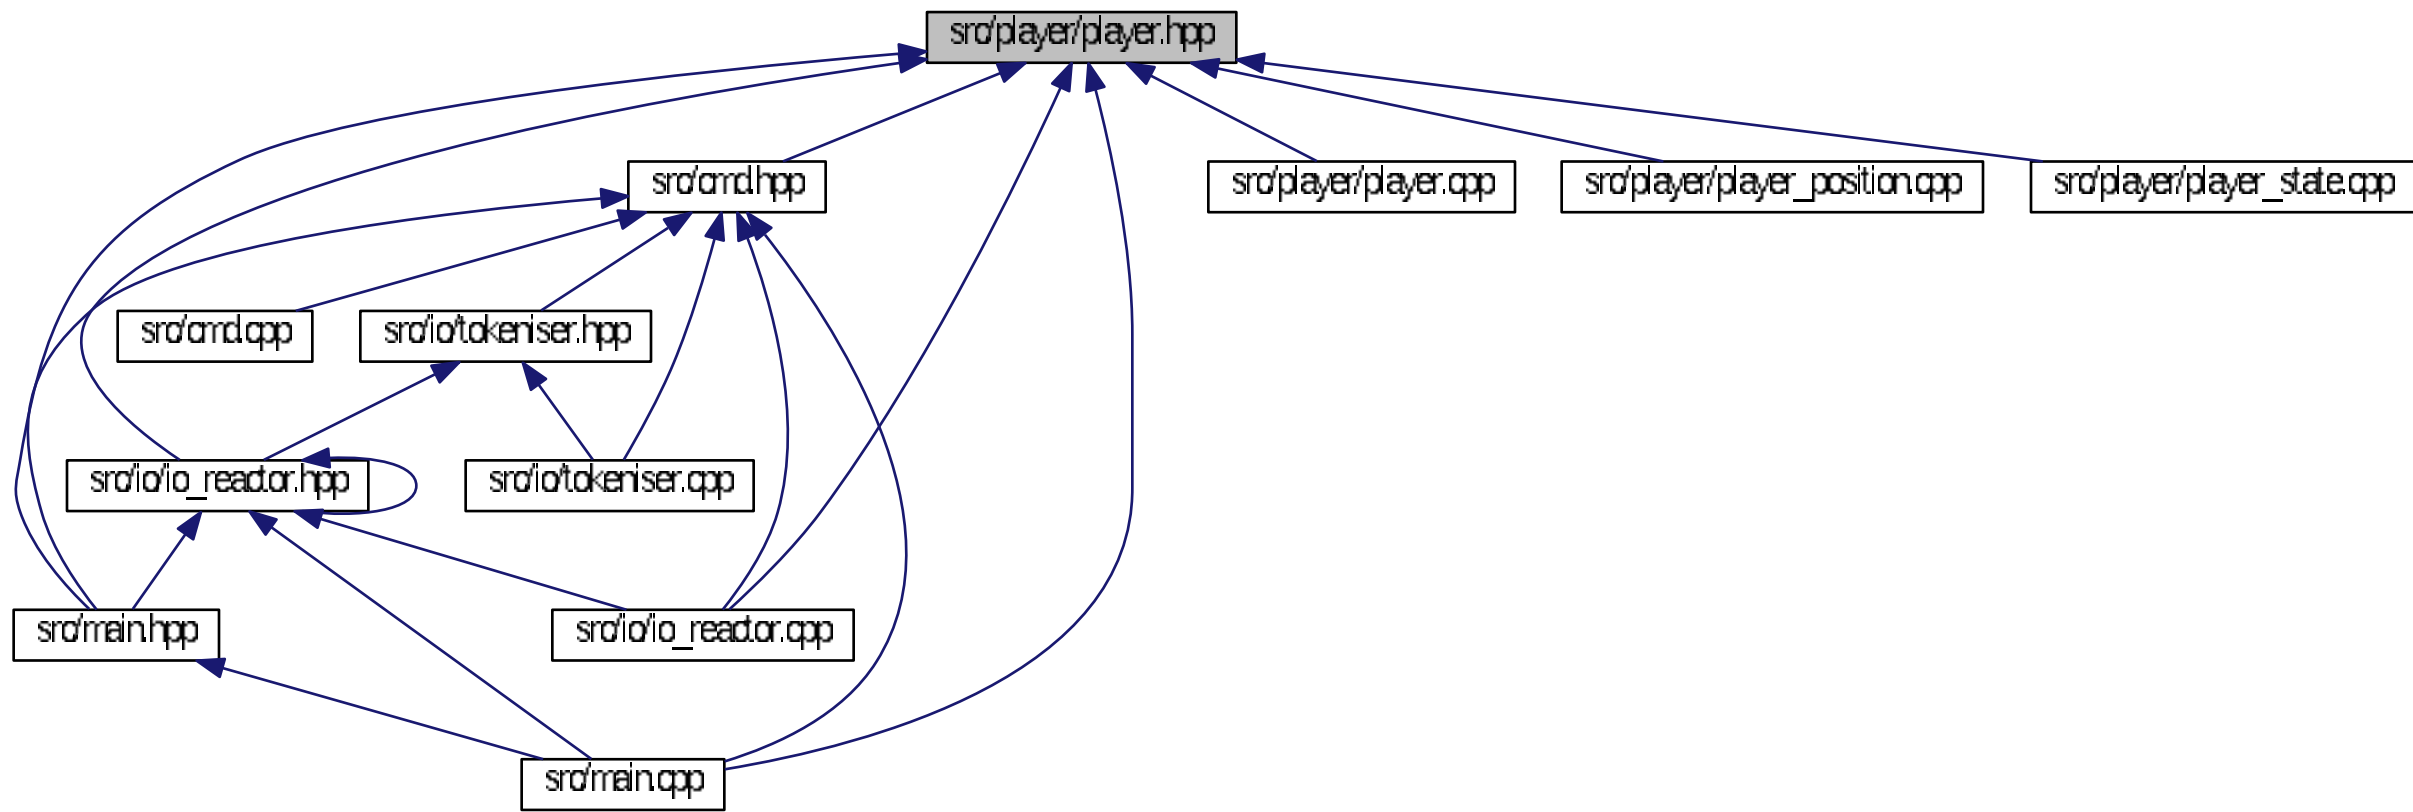 src/player/player.hpp
src/cmd.hpp
src/player/player.cpp
src/player/player_position.cpp
src/player/player_state.cpp
src/cmd.cpp
src/io/tokeniser.hpp
src/io/io_reactor.hpp
src/io/tokeniser.cpp
src/main.hpp
src/io/io_reactor.cpp
src/main.cpp